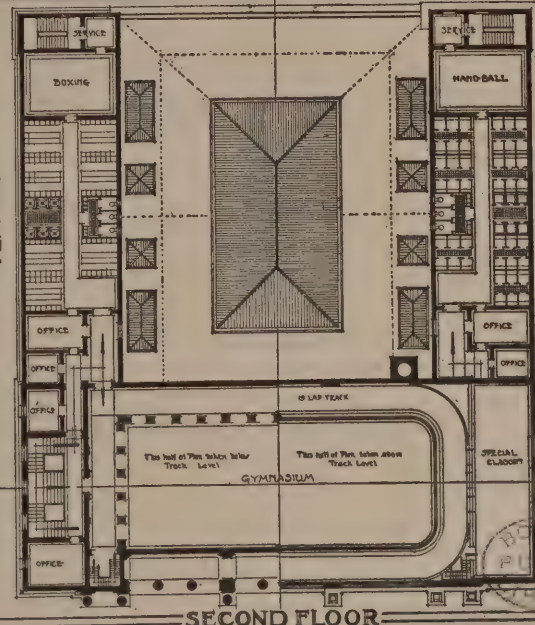 SERVICE
SERVICE
BOXING
HAND-BALL
OFFICE
OFFICE
OFFICE
OFFICE
OFFICE
19 LAP TRACK
This half of Plan taken below
Track Level
This half of Plan taken above
Track Level
GYMNASIUM
SPECIAL
OFFICE
SECOND FLOOR